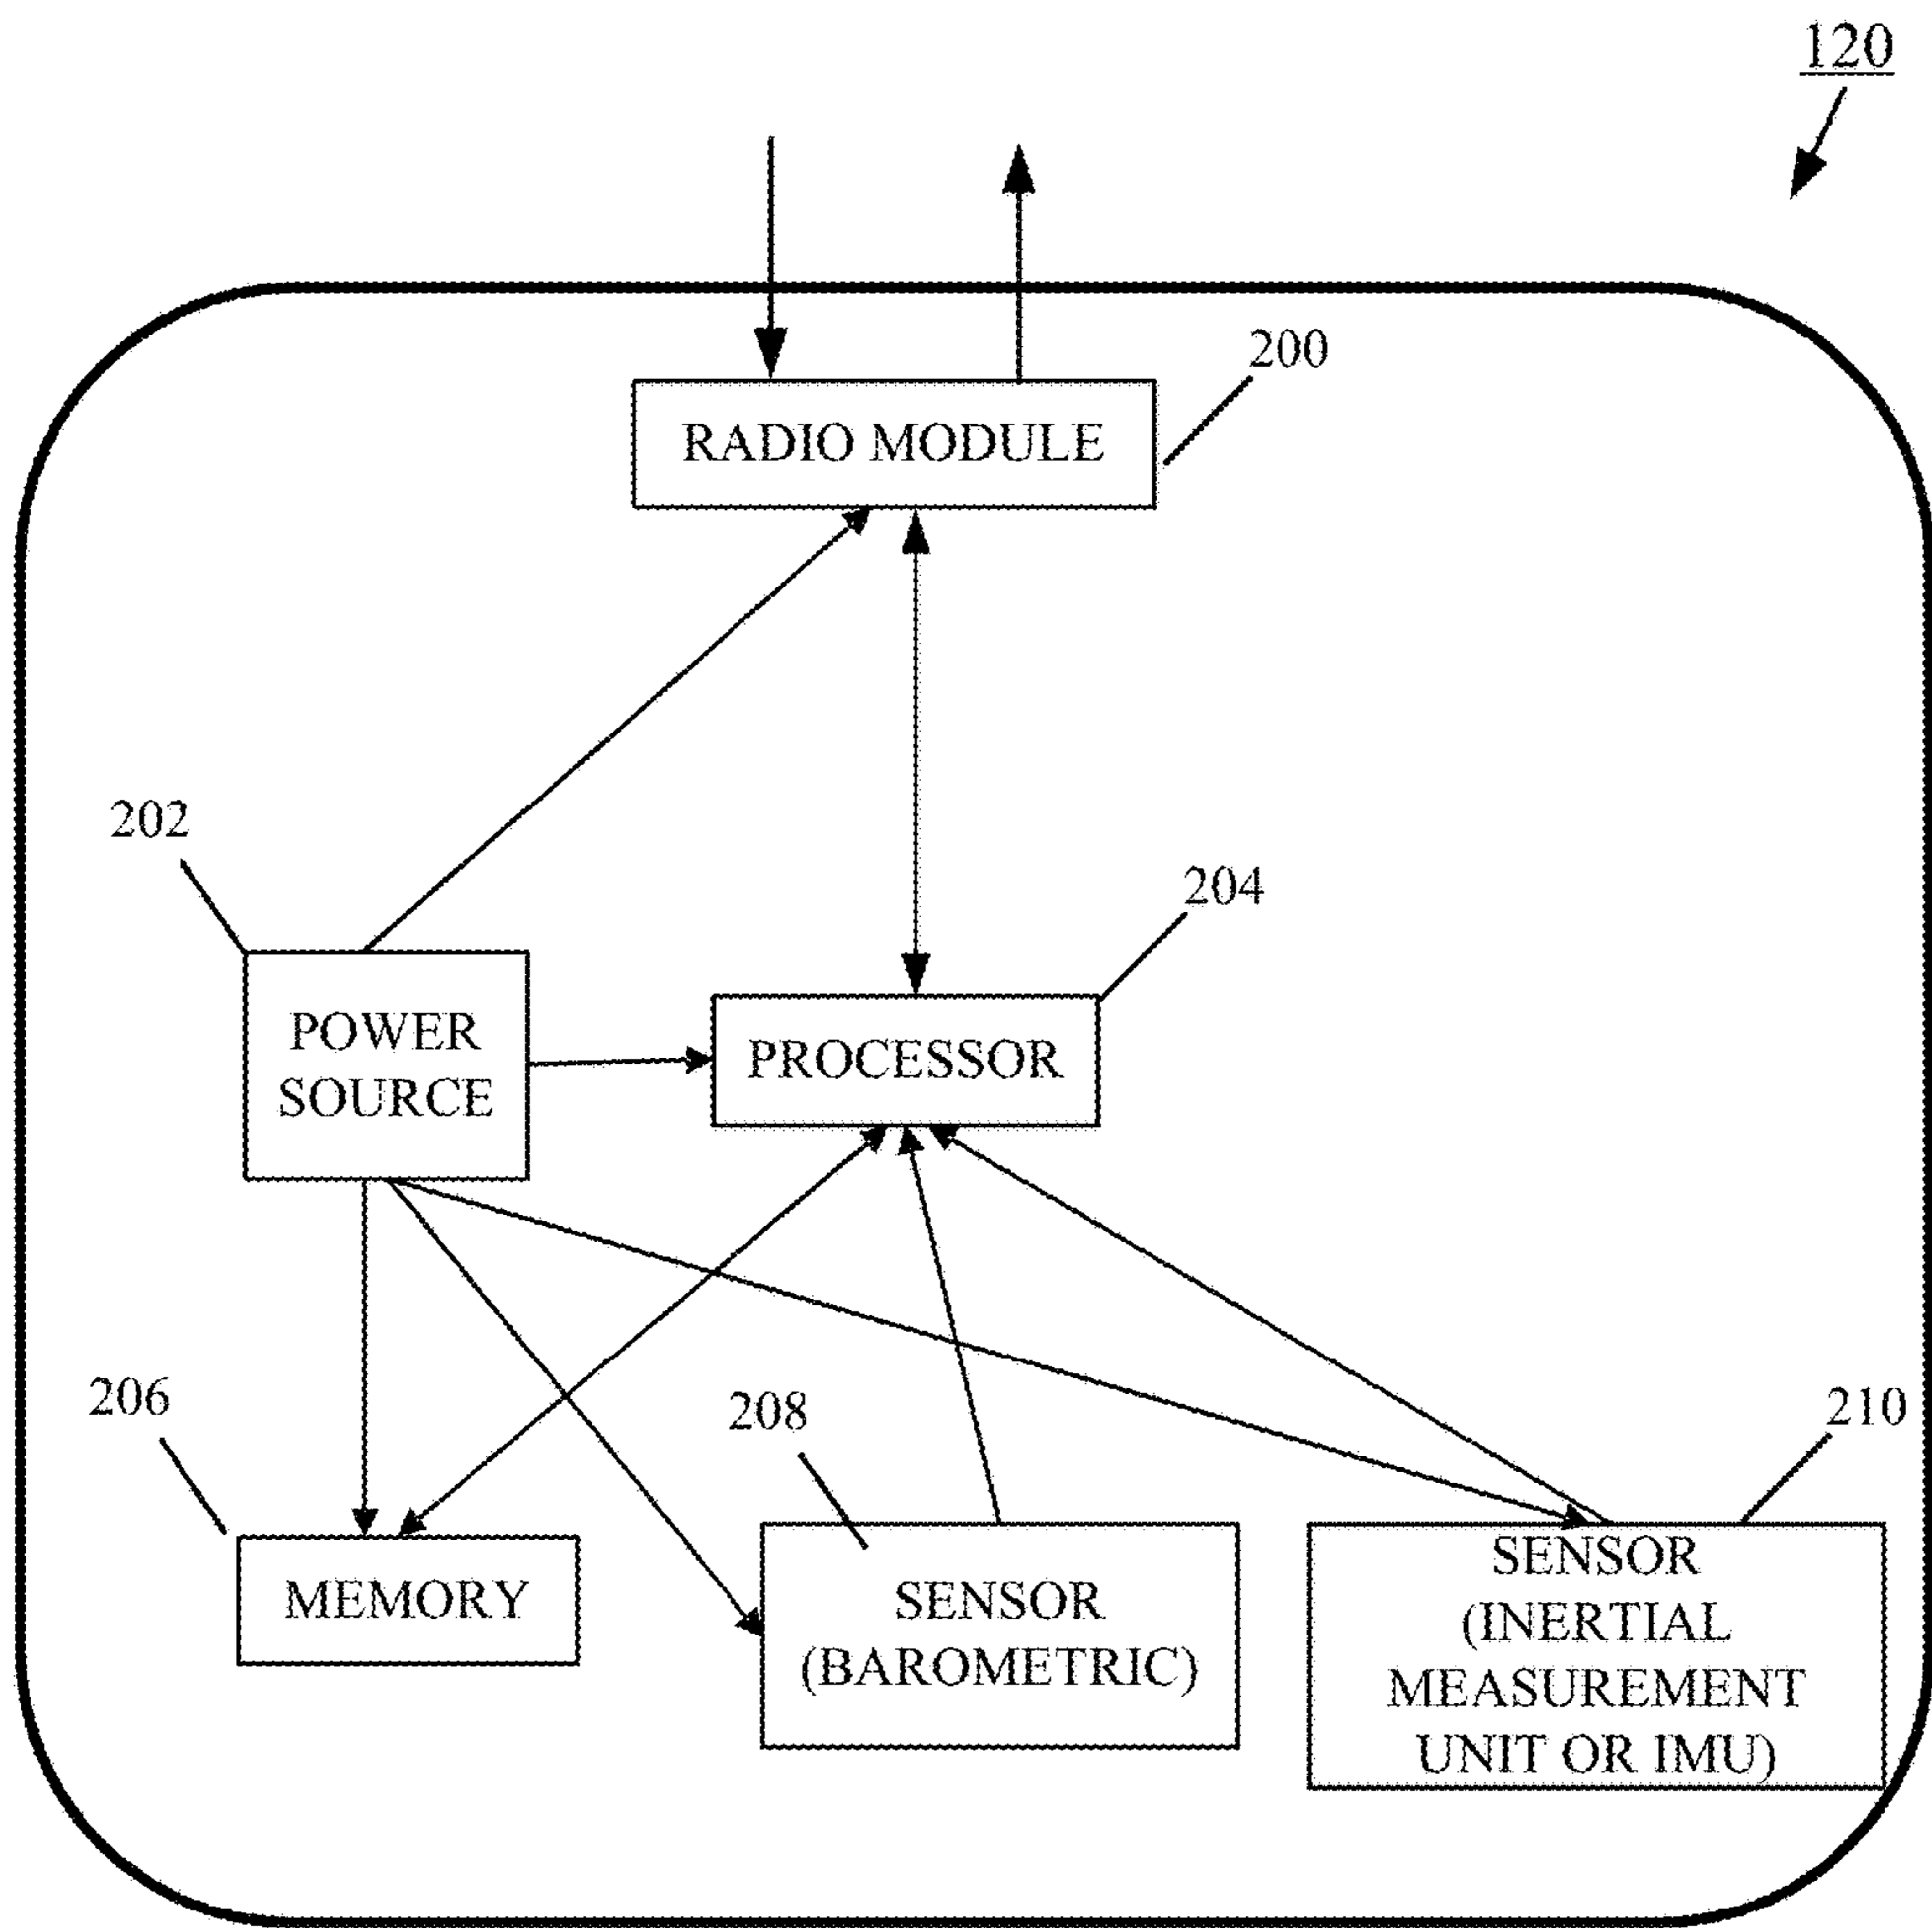 120
200
RADIO MODULE
202
204
POWER
SOURCE
PROCESSOR
206
208
210
MEMORY
SENSOR
(BAROMETRIC)
SENSOR
(INERTIAL
MEASUREMENT
UNIT OR IMU)